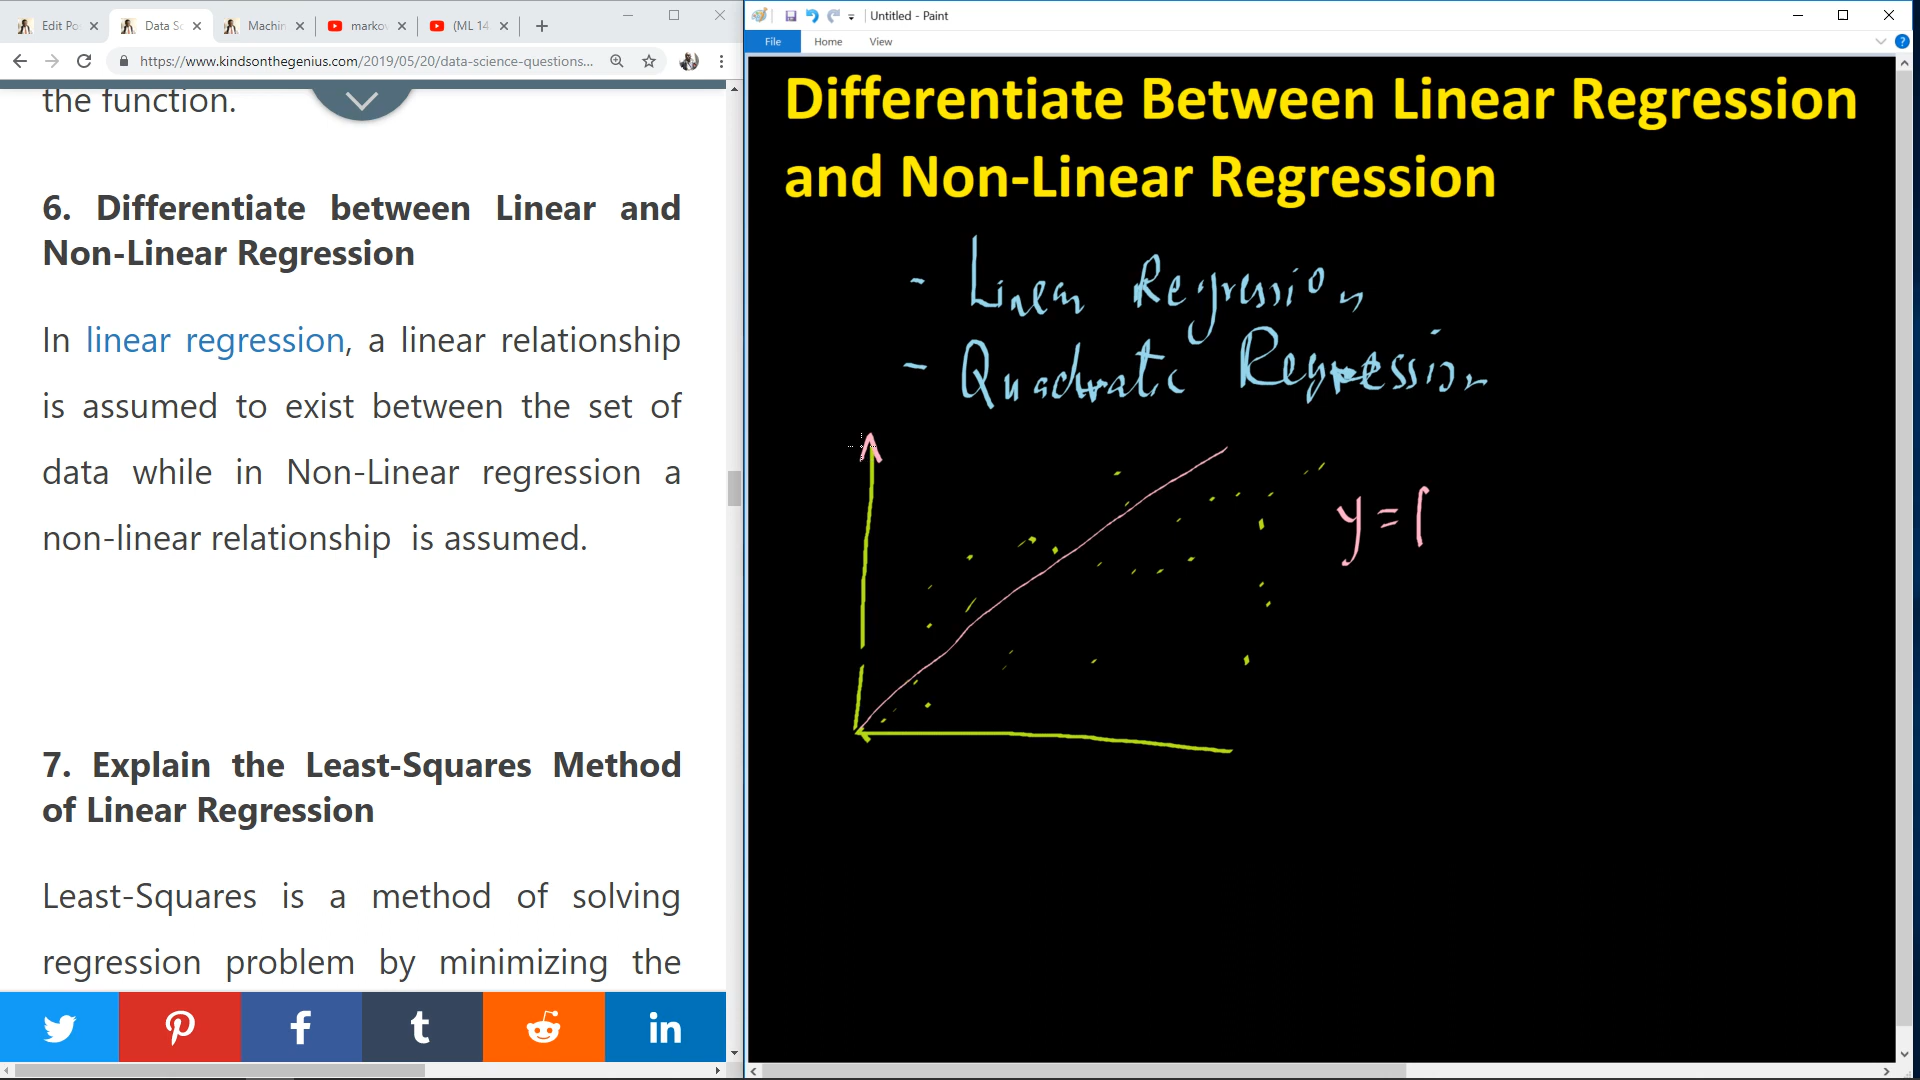 Edit Po
Data S
Machin
marko
(ML 14
https://www.kindsonthegenius.com/2019/05/20/data-science-questions...
the function.
6. Differentiate between Linear and
Non-Linear Regression
In linear regression, a linear relationship
is assumed to exist between the set of
data while in Non-Linear regression a
non-linear relationship is assumed.
7. Explain the Least-Squares Method
of Linear Regression
Least-Squares is a method of solving
regression problem by minimizing the
Untitled - Paint
File Home View
Differentiate Between Linear Regression
and Non-Linear Regression
- Linear Regression
- Quadratic Regression
y =